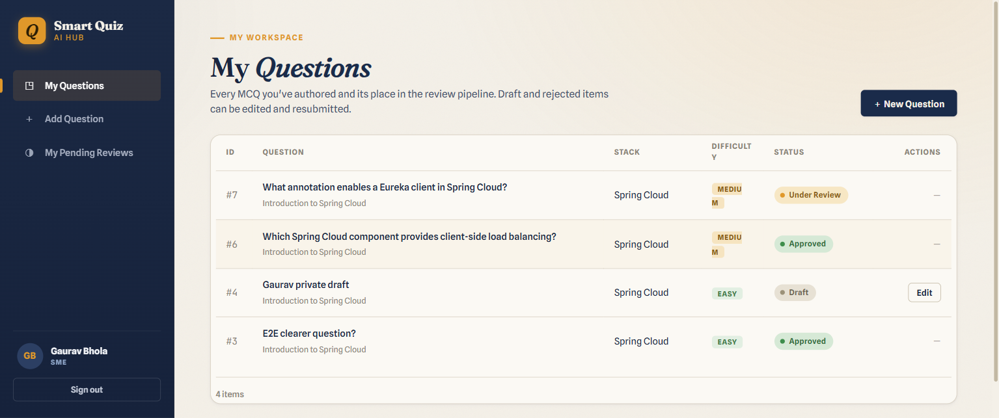 Q
Smart Quiz
AI HUB
My Questions
+ Add Question
My Pending Reviews
GB
Gaurav Bhola
SME
Sign out
MY WORKSPACE
My Questions
Every MCQ you've authored and its place in the review pipeline. Draft and rejected items
can be edited and resubmitted.
+ New Question
ID QUESTION STACK DIFFICULT
Y STATUS ACTIONS
#7 What annotation enables a Eureka client in Spring Cloud?
Introduction to Spring Cloud
Spring Cloud
MEDIU
M
Under Review
—
#6 Which Spring Cloud component provides client-side load balancing?
Introduction to Spring Cloud
Spring Cloud
MEDIU
M
Approved
—
#4 Gaurav private draft
Introduction to Spring Cloud
Spring Cloud
EASY
Draft
Edit
#3 E2E clearer question?
Introduction to Spring Cloud
Spring Cloud
EASY
Approved
—
4 items